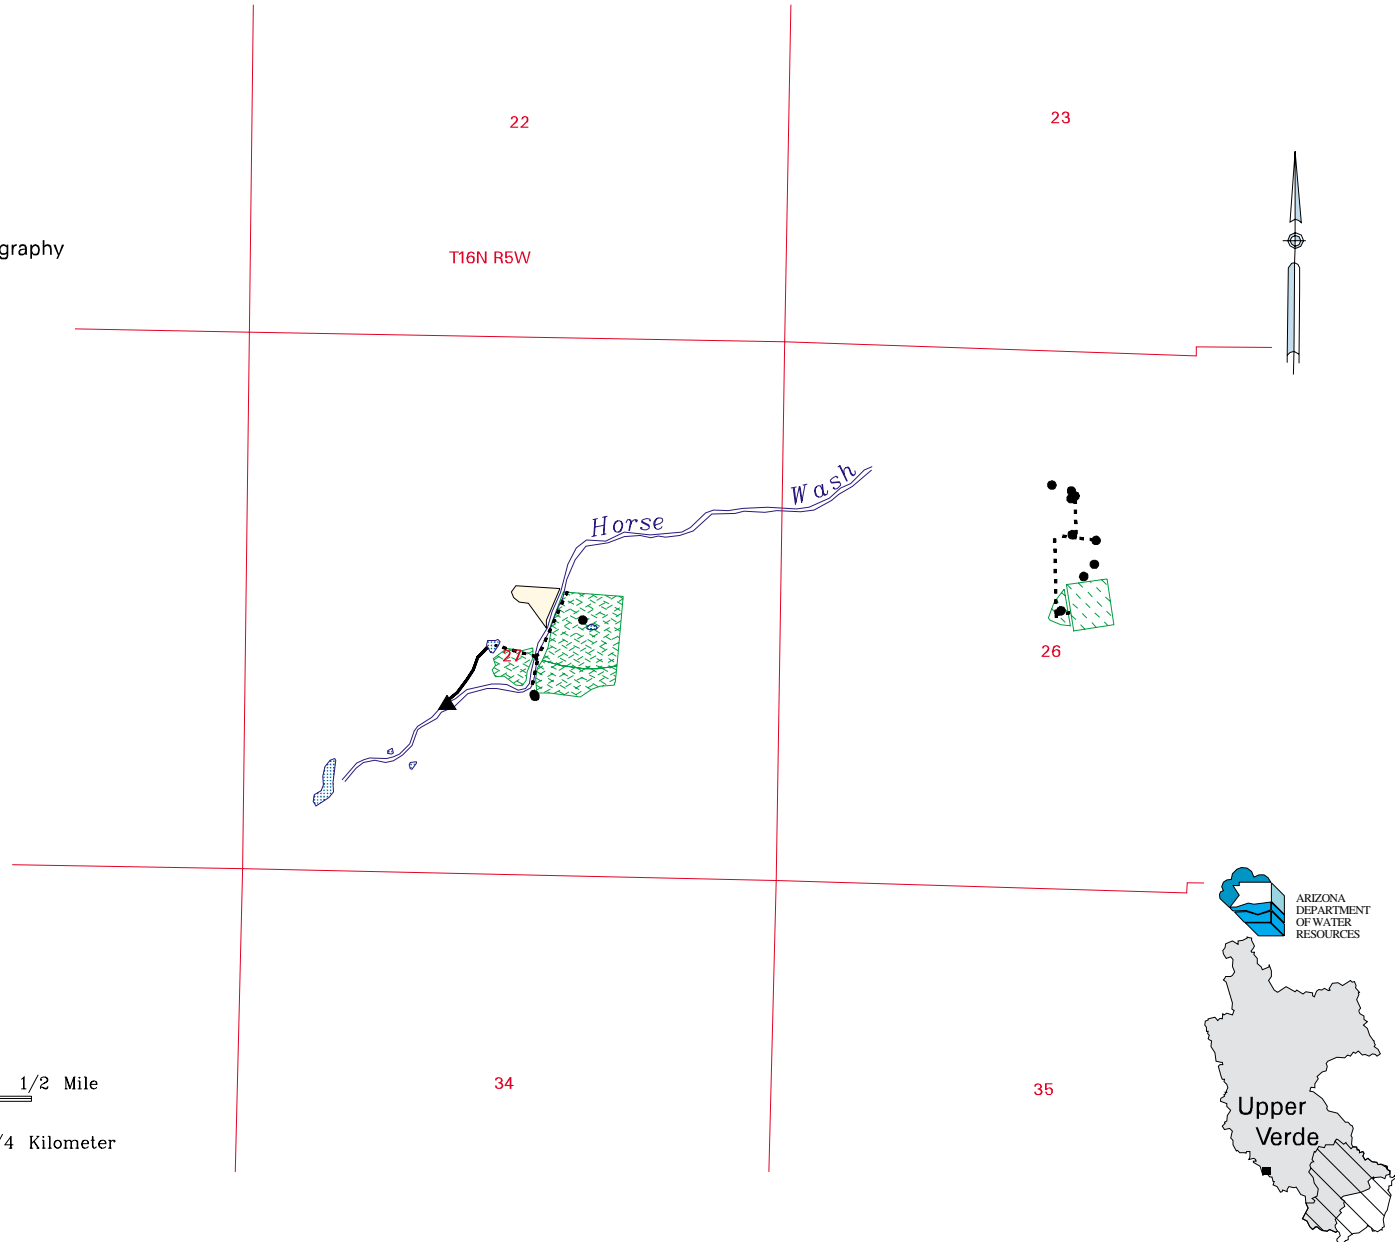 22
23
graphy
T16N R5W
Horse Wash
27
26
ARIZONA
DEPARTMENT
OF WATER
RESOURCES
1/2 Mile
34
35
Upper
Verde
/4 Kilometer